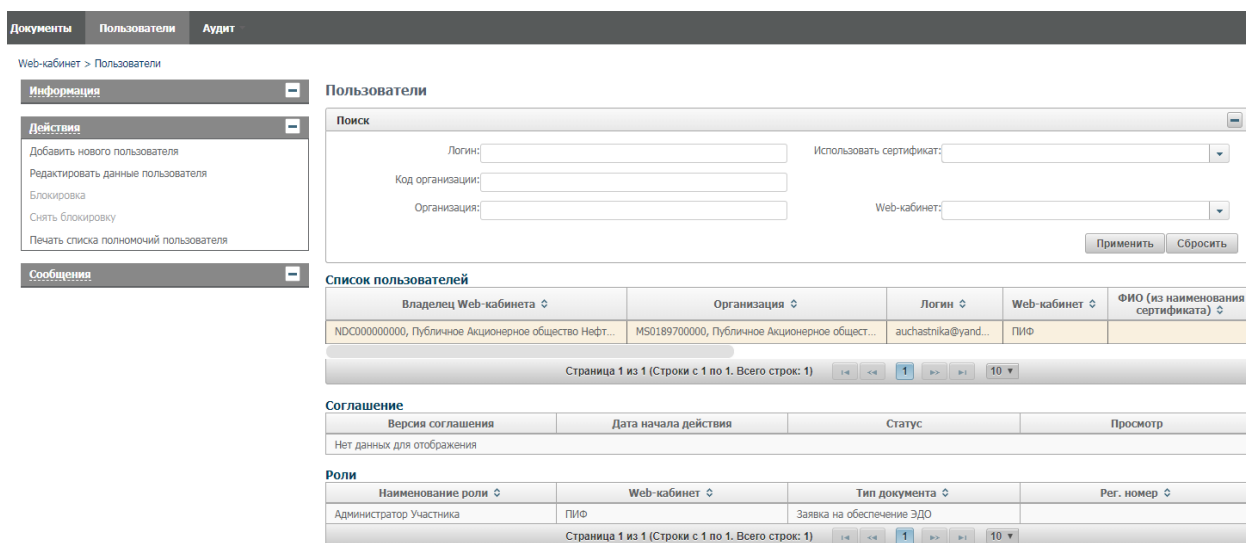 Документы Пользователи Аудит
Web-кабинет > Пользователи
Информация
Действия
Добавить нового пользователя
Редактировать данные пользователя
Блокировка
Снять блокировку
Печать списка полномочий пользователя
Сообщения
Пользователи
Поиск
Логин: Использовать сертификат:
Код организации:
Организация: Web-кабинет:
Применить Сбросить
Список пользователей
Владелец Web-кабинета Организация Логин Web-кабинет ФИО (из наименования
сертификата)
NDC000000000, Публичное Акционерное общество Нефт... MS0189700000, Публичное Акционерное общест... auchastnika@yand... ПИФ
Страница 1 из 1 (Строки с 1 по 1. Всего строк: 1) 1 10
Соглашение
Версия соглашения Дата начала действия Статус Просмотр
Нет данных для отображения
Роли
Наименование роли Web-кабинет Тип документа Рег. номер
Администратор Участника ПИФ Заявка на обеспечение ЭДО
Страница 1 из 1 (Строки с 1 по 1. Всего строк: 1) 1 10